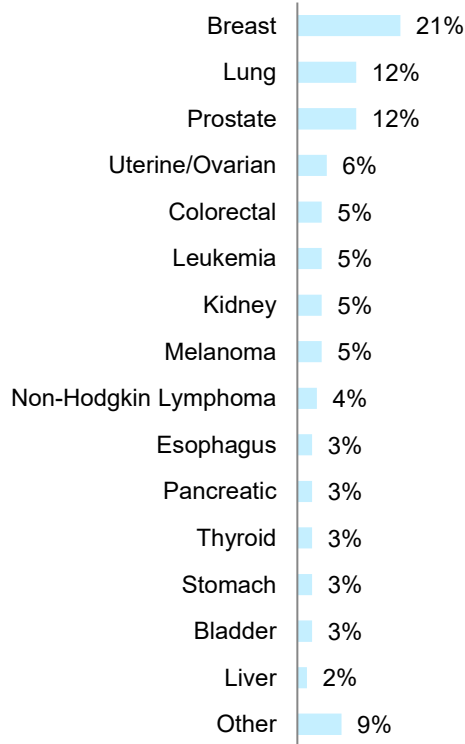 Breast 21%
Lung 12%
Prostate 12%
Uterine/Ovarian 6%
Colorectal 5%
Leukemia 5%
Kidney 5%
Melanoma 5%
Non-Hodgkin Lymphoma 4%
Esophagus 3%
Pancreatic 3%
Thyroid 3%
Stomach 3%
Bladder 3%
Liver 2%
Other 9%